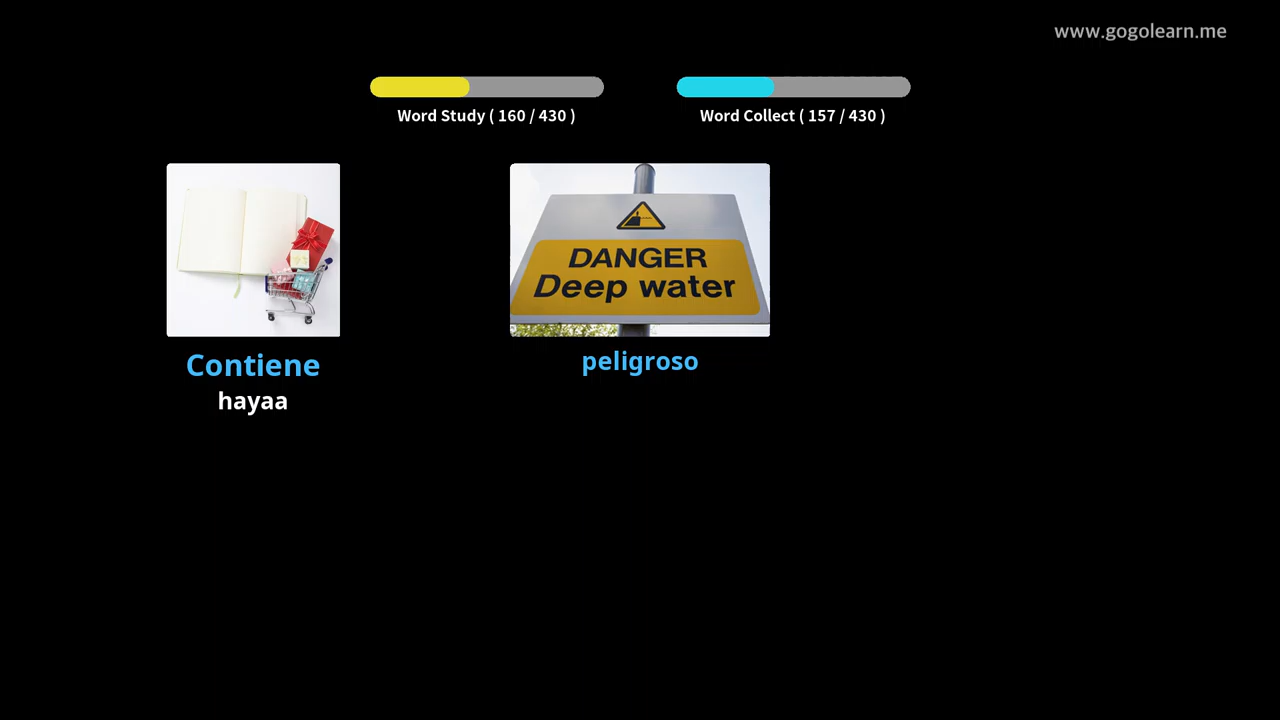 www.gogolearn.me
Word Study ( 160 / 430 )
Word Collect ( 157 / 430 )
DANGER
Deep water
Contiene
hayaa
peligroso